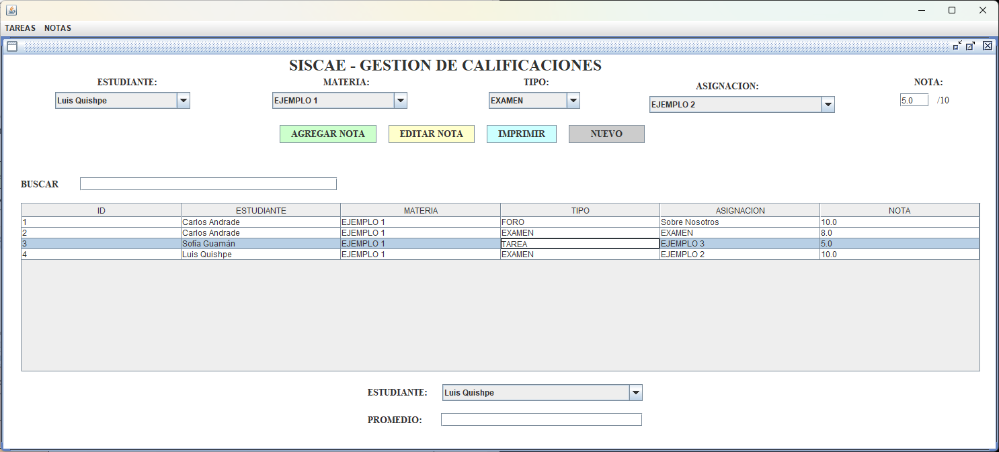 TAREAS NOTAS
SISCAE - GESTION DE CALIFICACIONES
ESTUDIANTE: MATERIA: TIPO: ASIGNACION: NOTA:
Luis Quishpe EJEMPLO 1 EXAMEN EJEMPLO 2 5.0 /10
AGREGAR NOTA EDITAR NOTA IMPRIMIR NUEVO
BUSCAR
ID ESTUDIANTE MATERIA TIPO ASIGNACION NOTA
1 Carlos Andrade EJEMPLO 1 FORO Sobre Nosotros 10.0
2 Carlos Andrade EJEMPLO 1 EXAMEN EXAMEN 8.0
3 Sofía Guamán EJEMPLO 1 TAREA EJEMPLO 3 5.0
4 Luis Quishpe EJEMPLO 1 EXAMEN EJEMPLO 2 10.0
ESTUDIANTE: Luis Quishpe
PROMEDIO: